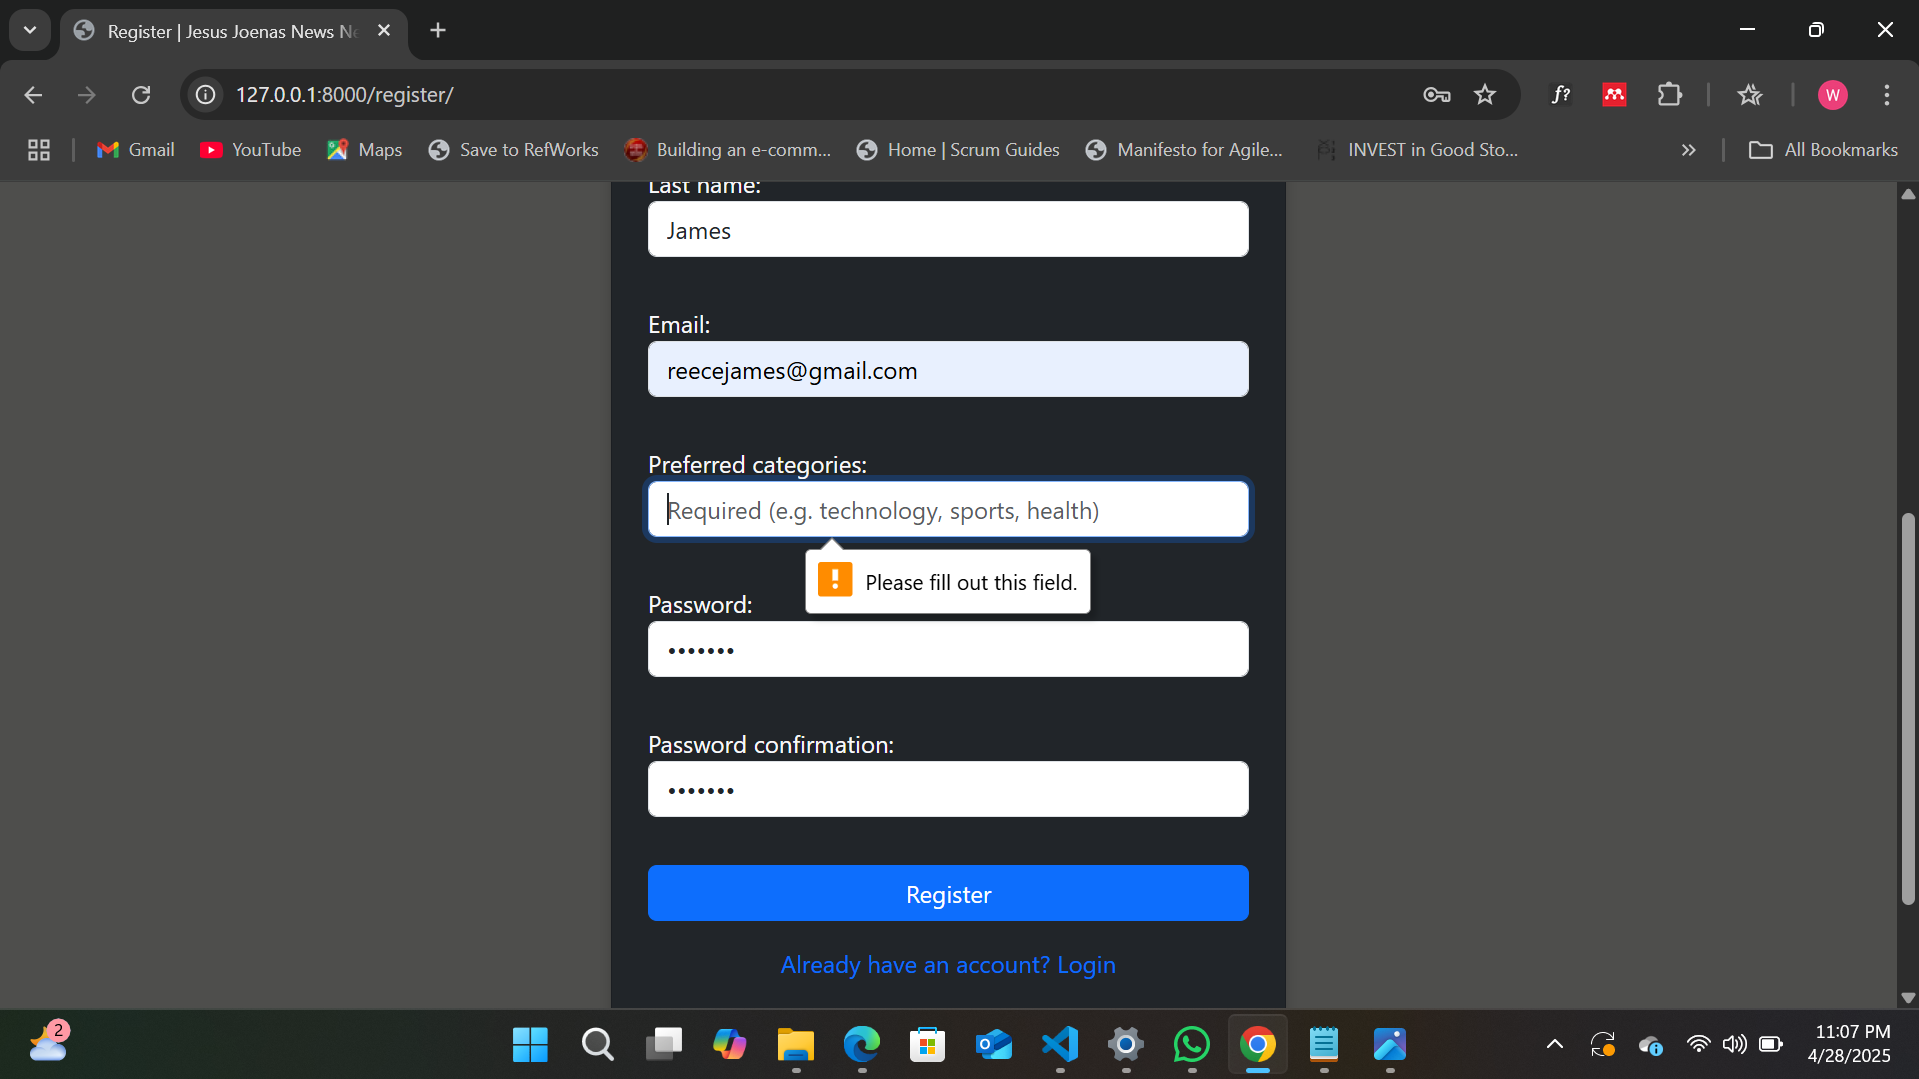 Register | Jesus Joenas News Ne
127.0.0.1:8000/register/
f?
W
Gmail
YouTube
Maps
Save to RefWorks
Building an e-comm...
Home | Scrum Guides
Manifesto for Agile...
INVEST in Good Sto...
»
All Bookmarks
Last name:
James
Email:
reecejames@gmail.com
Preferred categories:
Required (e.g. technology, sports, health)
! Please fill out this field.
Password:
•••••••
Password confirmation:
•••••••
Register
Already have an account? Login
2
11:07 PM
4/28/2025